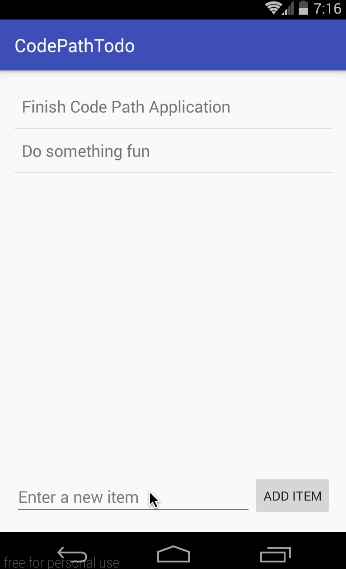 7:16
CodePathTodo
Finish Code Path Application
Do something fun
Enter a new item
ADD ITEM
free for personal use